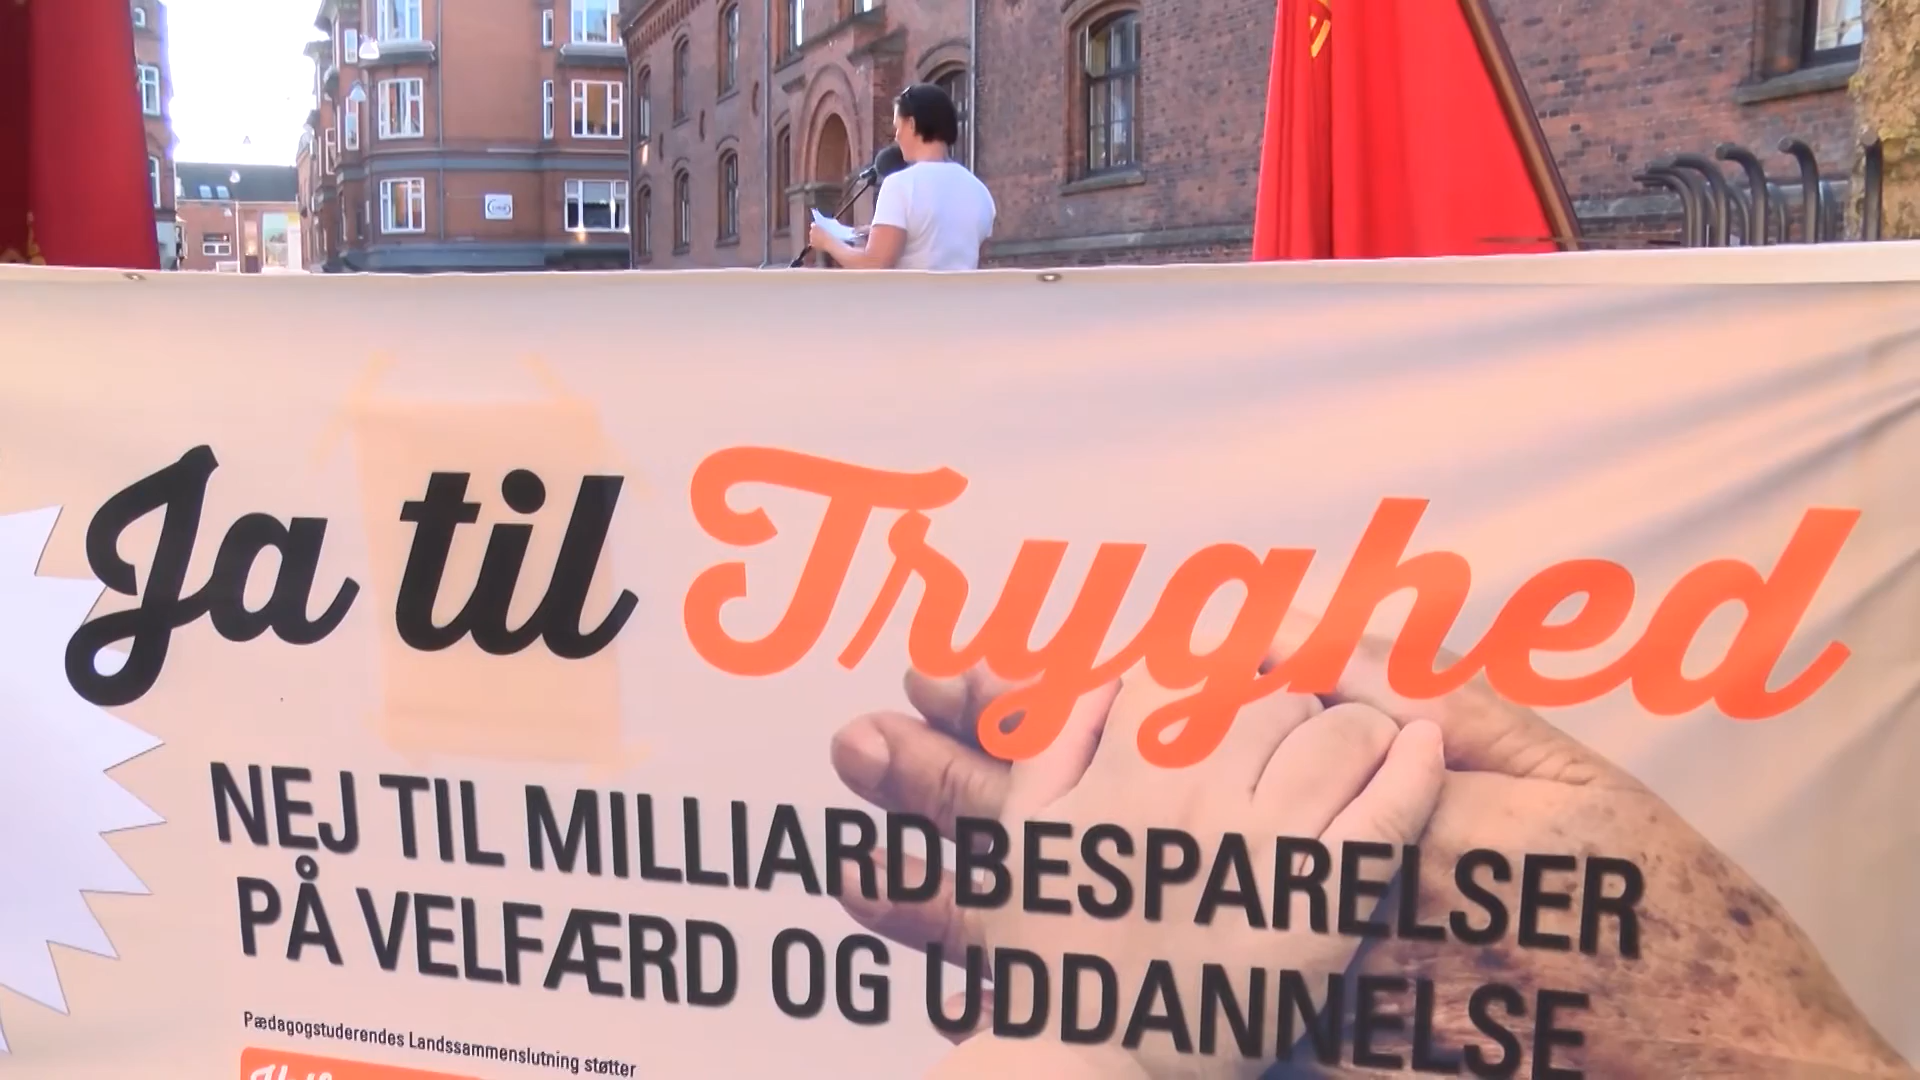 Ja til Tryghed
NEJ TIL MILLIARDBESPARELSER
PÅ VELFÆRD OG UDDANNELSE
Pædagogstuderendes Landssammenslutning støtter